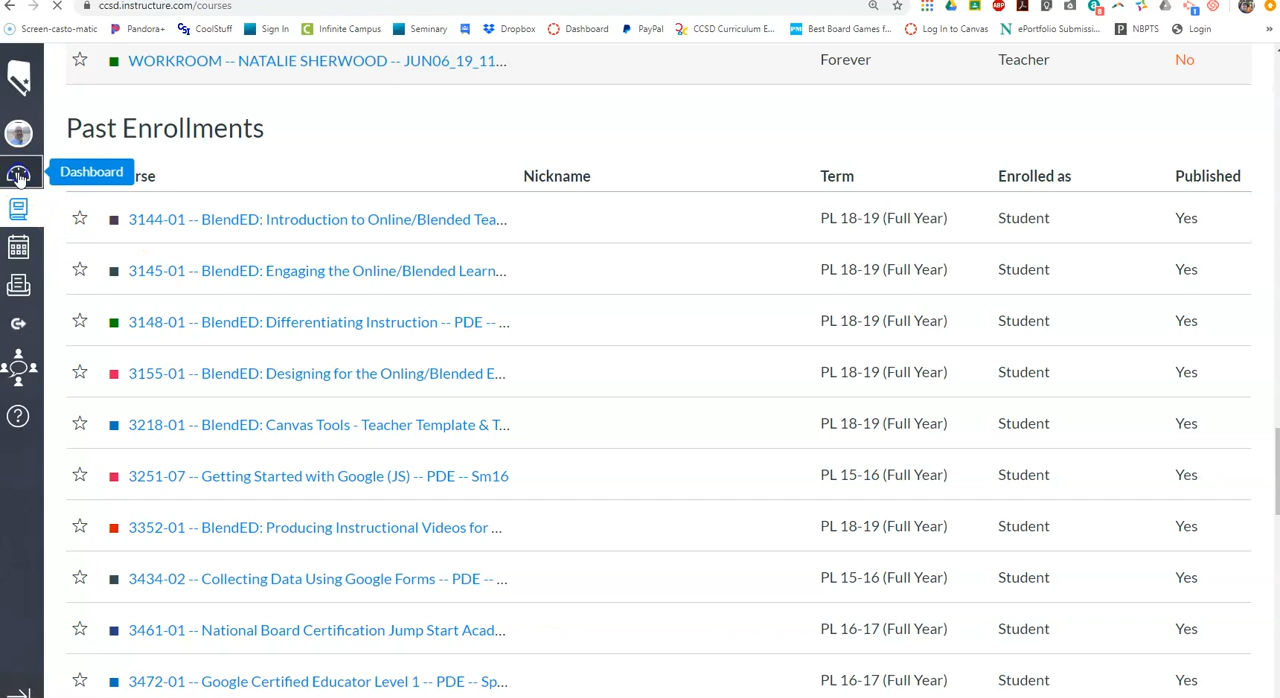 ccsd.instructure.com/courses
Screen-casto-matic Pandora+ CoolStuff Sign In Infinite Campus Seminary Dropbox Dashboard PayPal CCSD Curriculum E... Best Board Games f... Log In to Canvas ePortfolio Submissi... NBPTS Login »
WORKROOM -- NATALIE SHERWOOD -- JUN06_19_11... Forever Teacher No
Past Enrollments
Dashboard
rse Nickname Term Enrolled as Published
3144-01 -- BlendED: Introduction to Online/Blended Tea... PL 18-19 (Full Year) Student Yes
3145-01 -- BlendED: Engaging the Online/Blended Learn... PL 18-19 (Full Year) Student Yes
3148-01 -- BlendED: Differentiating Instruction -- PDE -- ... PL 18-19 (Full Year) Student Yes
3155-01 -- BlendED: Designing for the Onling/Blended E... PL 18-19 (Full Year) Student Yes
3218-01 -- BlendED: Canvas Tools - Teacher Template & T... PL 18-19 (Full Year) Student Yes
3251-07 -- Getting Started with Google (JS) -- PDE -- Sm16 PL 15-16 (Full Year) Student Yes
3352-01 -- BlendED: Producing Instructional Videos for ... PL 18-19 (Full Year) Student Yes
3434-02 -- Collecting Data Using Google Forms -- PDE -- ... PL 15-16 (Full Year) Student Yes
3461-01 -- National Board Certification Jump Start Acad... PL 16-17 (Full Year) Student Yes
3472-01 -- Google Certified Educator Level 1 -- PDE -- Sp... PL 16-17 (Full Year) Student Yes